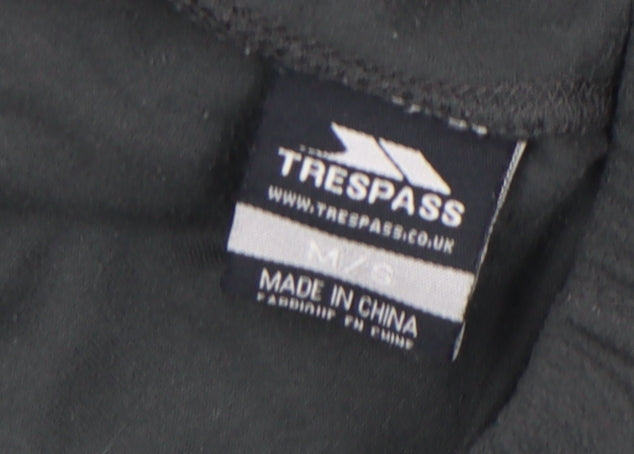 TRESPASS
WWW.TRESPASS.CO.UK
M/S
MADE IN CHINA
FABRIQUE EN CHINE